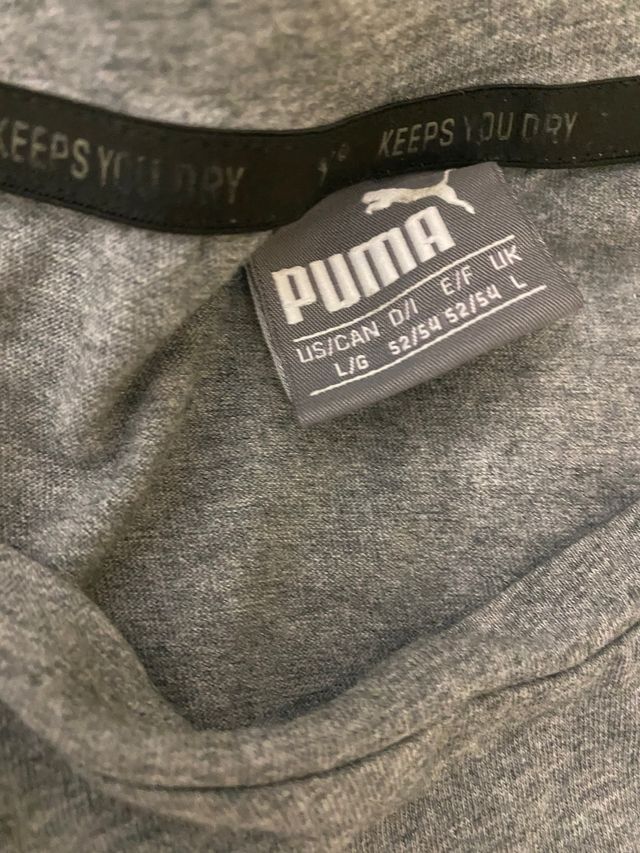 KEEPS YOU DRY
KEEPS YOU DRY
PUMA
US/CAN D/I E/F UK
L/G 52/54 52/54 L